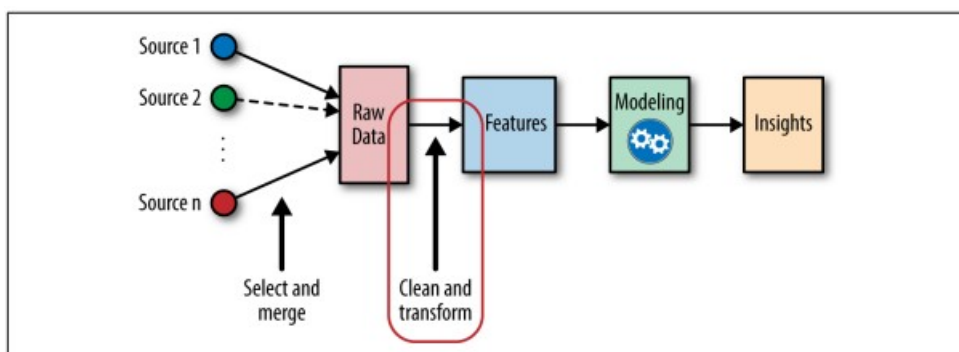 Source 1
Source 2
⋮
Source n
Select and
merge
Raw
Data
Clean and
transform
Features
Modeling
Insights